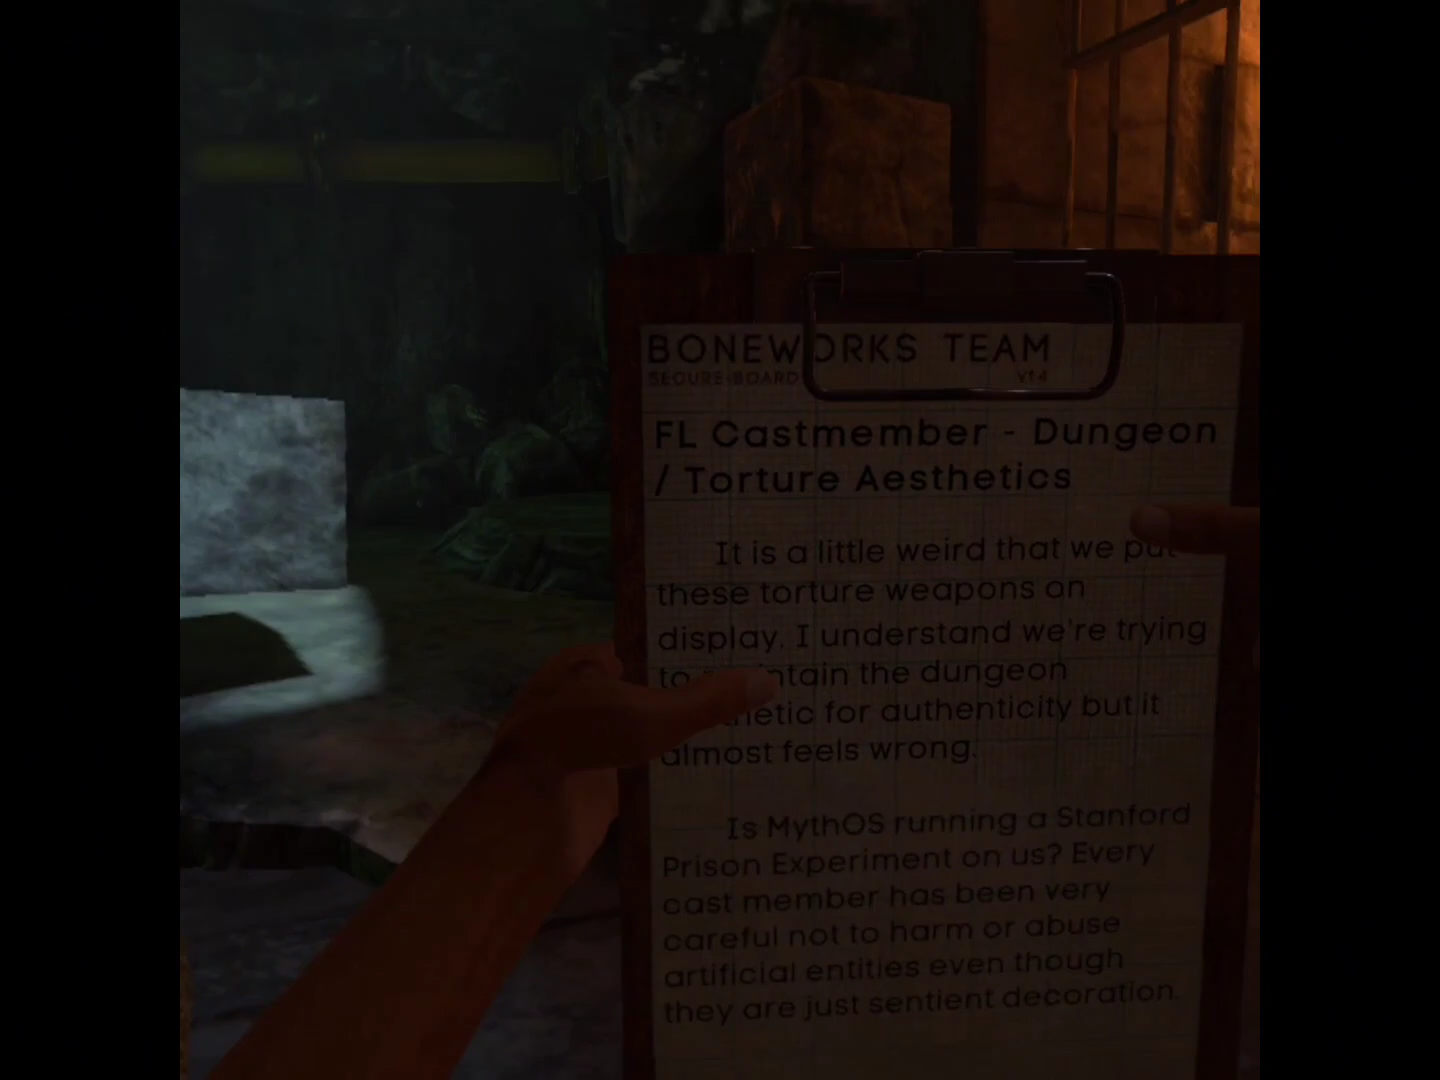 BONEWORKS TEAM
SECURE-BOARD V1.4
FL Castmember - Dungeon
/ Torture Aesthetics
It is a little weird that we put
these torture weapons on
display. I understand we're trying
to the dungeon
for authenticity but it
almost feels wrong.
Is MythOS running a Stanford
Prison Experiment on us? Every
cast member has been very
careful not to harm or abuse
artificial entities even though
they are just sentient decoration.